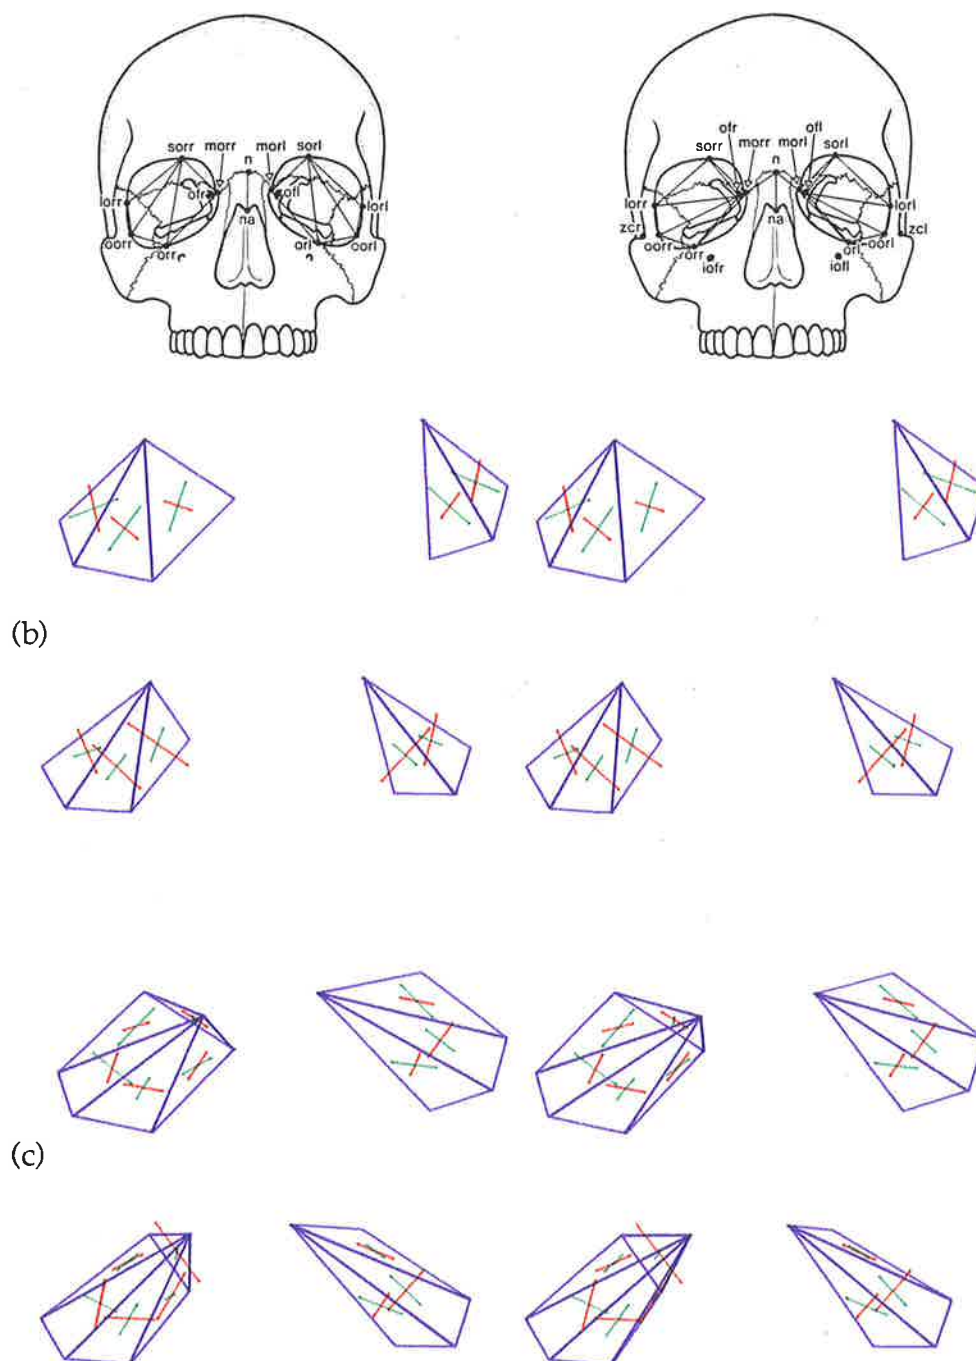 sorr morr morl n sorl
ofr ofl
lorr na lorl
oorr orr orl oorl
ofr ofl
sorr morr n morl sorl
lorr na lorl
zcr oorr orr orl oorl zcl
iofr iofl
(b)
(c)